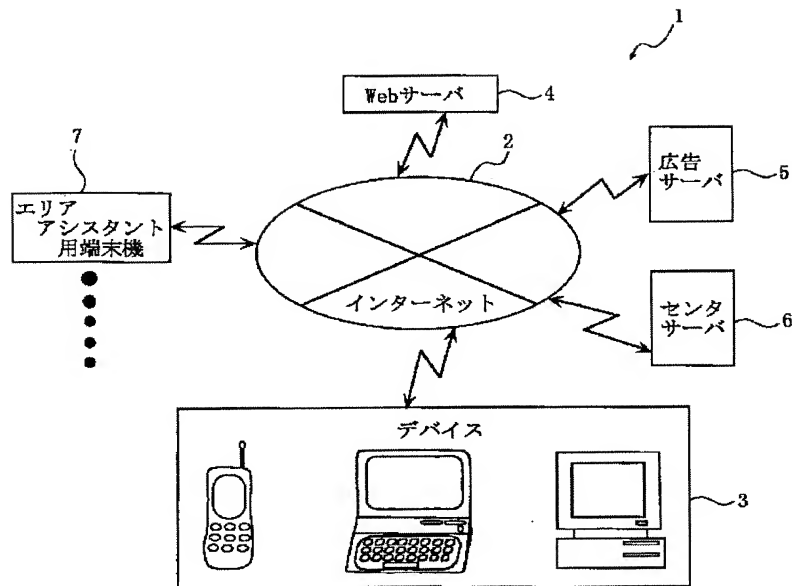 1
Webサーバ
4
7
2
広告
サーバ
5
エリア
アシスタント
用端末機
インターネット
センタ
サーバ
6
デバイス
3